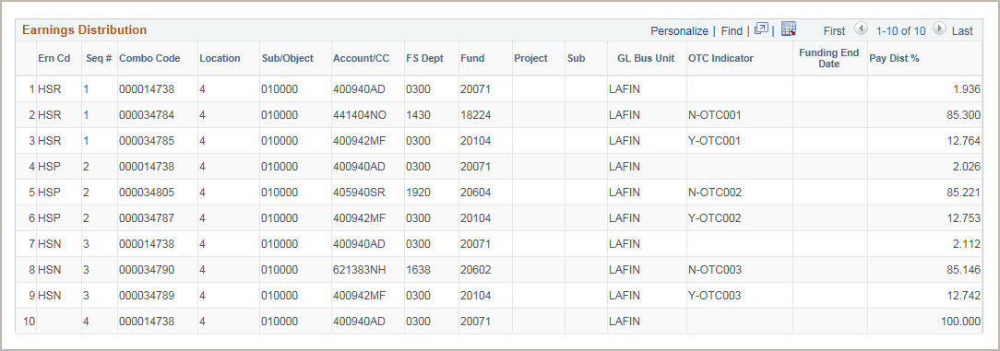 Earnings Distribution Personalize | Find | | First 1-10 of 10 Last
Ern Cd Seq # Combo Code Location Sub/Object Account/CC FS Dept Fund Project Sub GL Bus Unit OTC Indicator Funding End Date Pay Dist %
1 HSR 1 000014738 4 010000 400940AD 0300 20071 LAFIN 1.936
2 HSR 1 000034784 4 010000 441404NO 1430 18224 LAFIN N-OTC001 85.300
3 HSR 1 000034785 4 010000 400942MF 0300 20104 LAFIN Y-OTC001 12.764
4 HSP 2 000014738 4 010000 400940AD 0300 20071 LAFIN 2.026
5 HSP 2 000034805 4 010000 405940SR 1920 20604 LAFIN N-OTC002 85.221
6 HSP 2 000034787 4 010000 400942MF 0300 20104 LAFIN Y-OTC002 12.753
7 HSN 3 000014738 4 010000 400940AD 0300 20071 LAFIN 2.112
8 HSN 3 000034790 4 010000 621383NH 1638 20602 LAFIN N-OTC003 85.146
9 HSN 3 000034789 4 010000 400942MF 0300 20104 LAFIN Y-OTC003 12.742
10 4 000014738 4 010000 400940AD 0300 20071 LAFIN 100.000